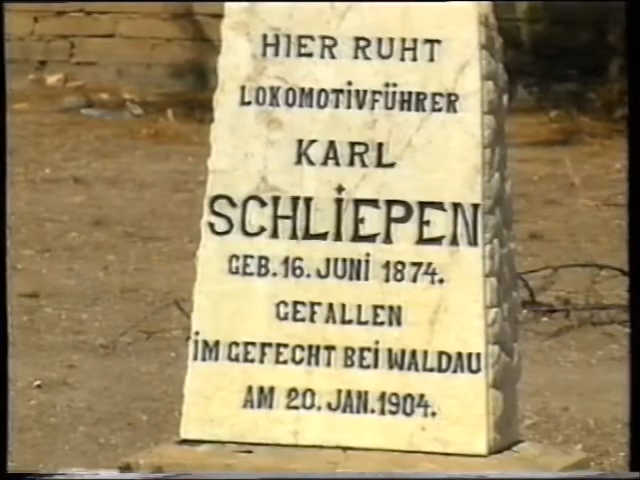 HIER RUHT
LOKOMOTIVFÜHRER
KARL
SCHLIEPEN
GEB. 16. JUNI 1874.
GEFALLEN
IM GEFECHT BEI WALDAU
AM 20. JAN. 1904.